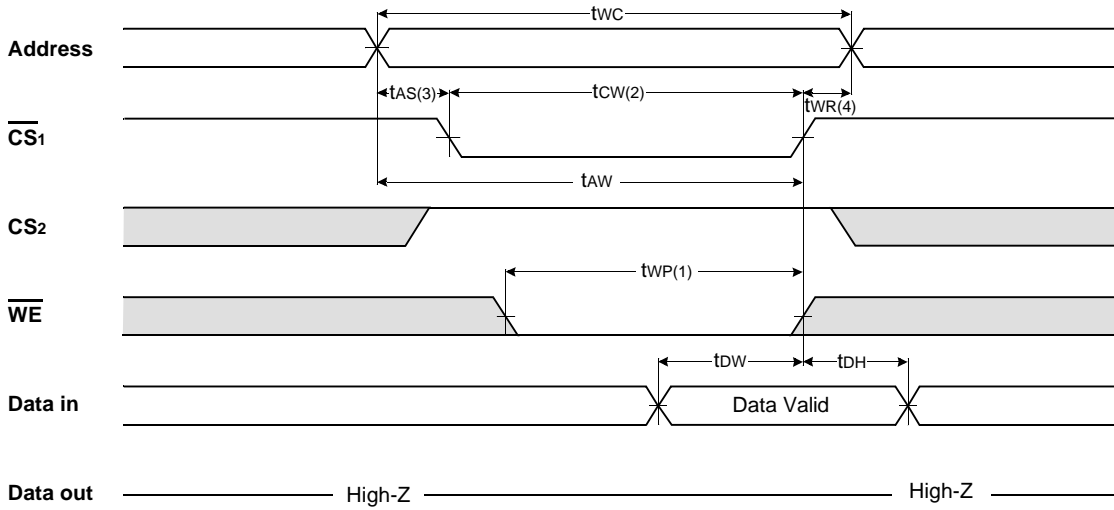 tWC
Address
tAS(3) tCW(2) tWR(4)
CS1
tAW
CS2
tWP(1)
WE
tDW tDH
Data in Data Valid
Data out High-Z High-Z